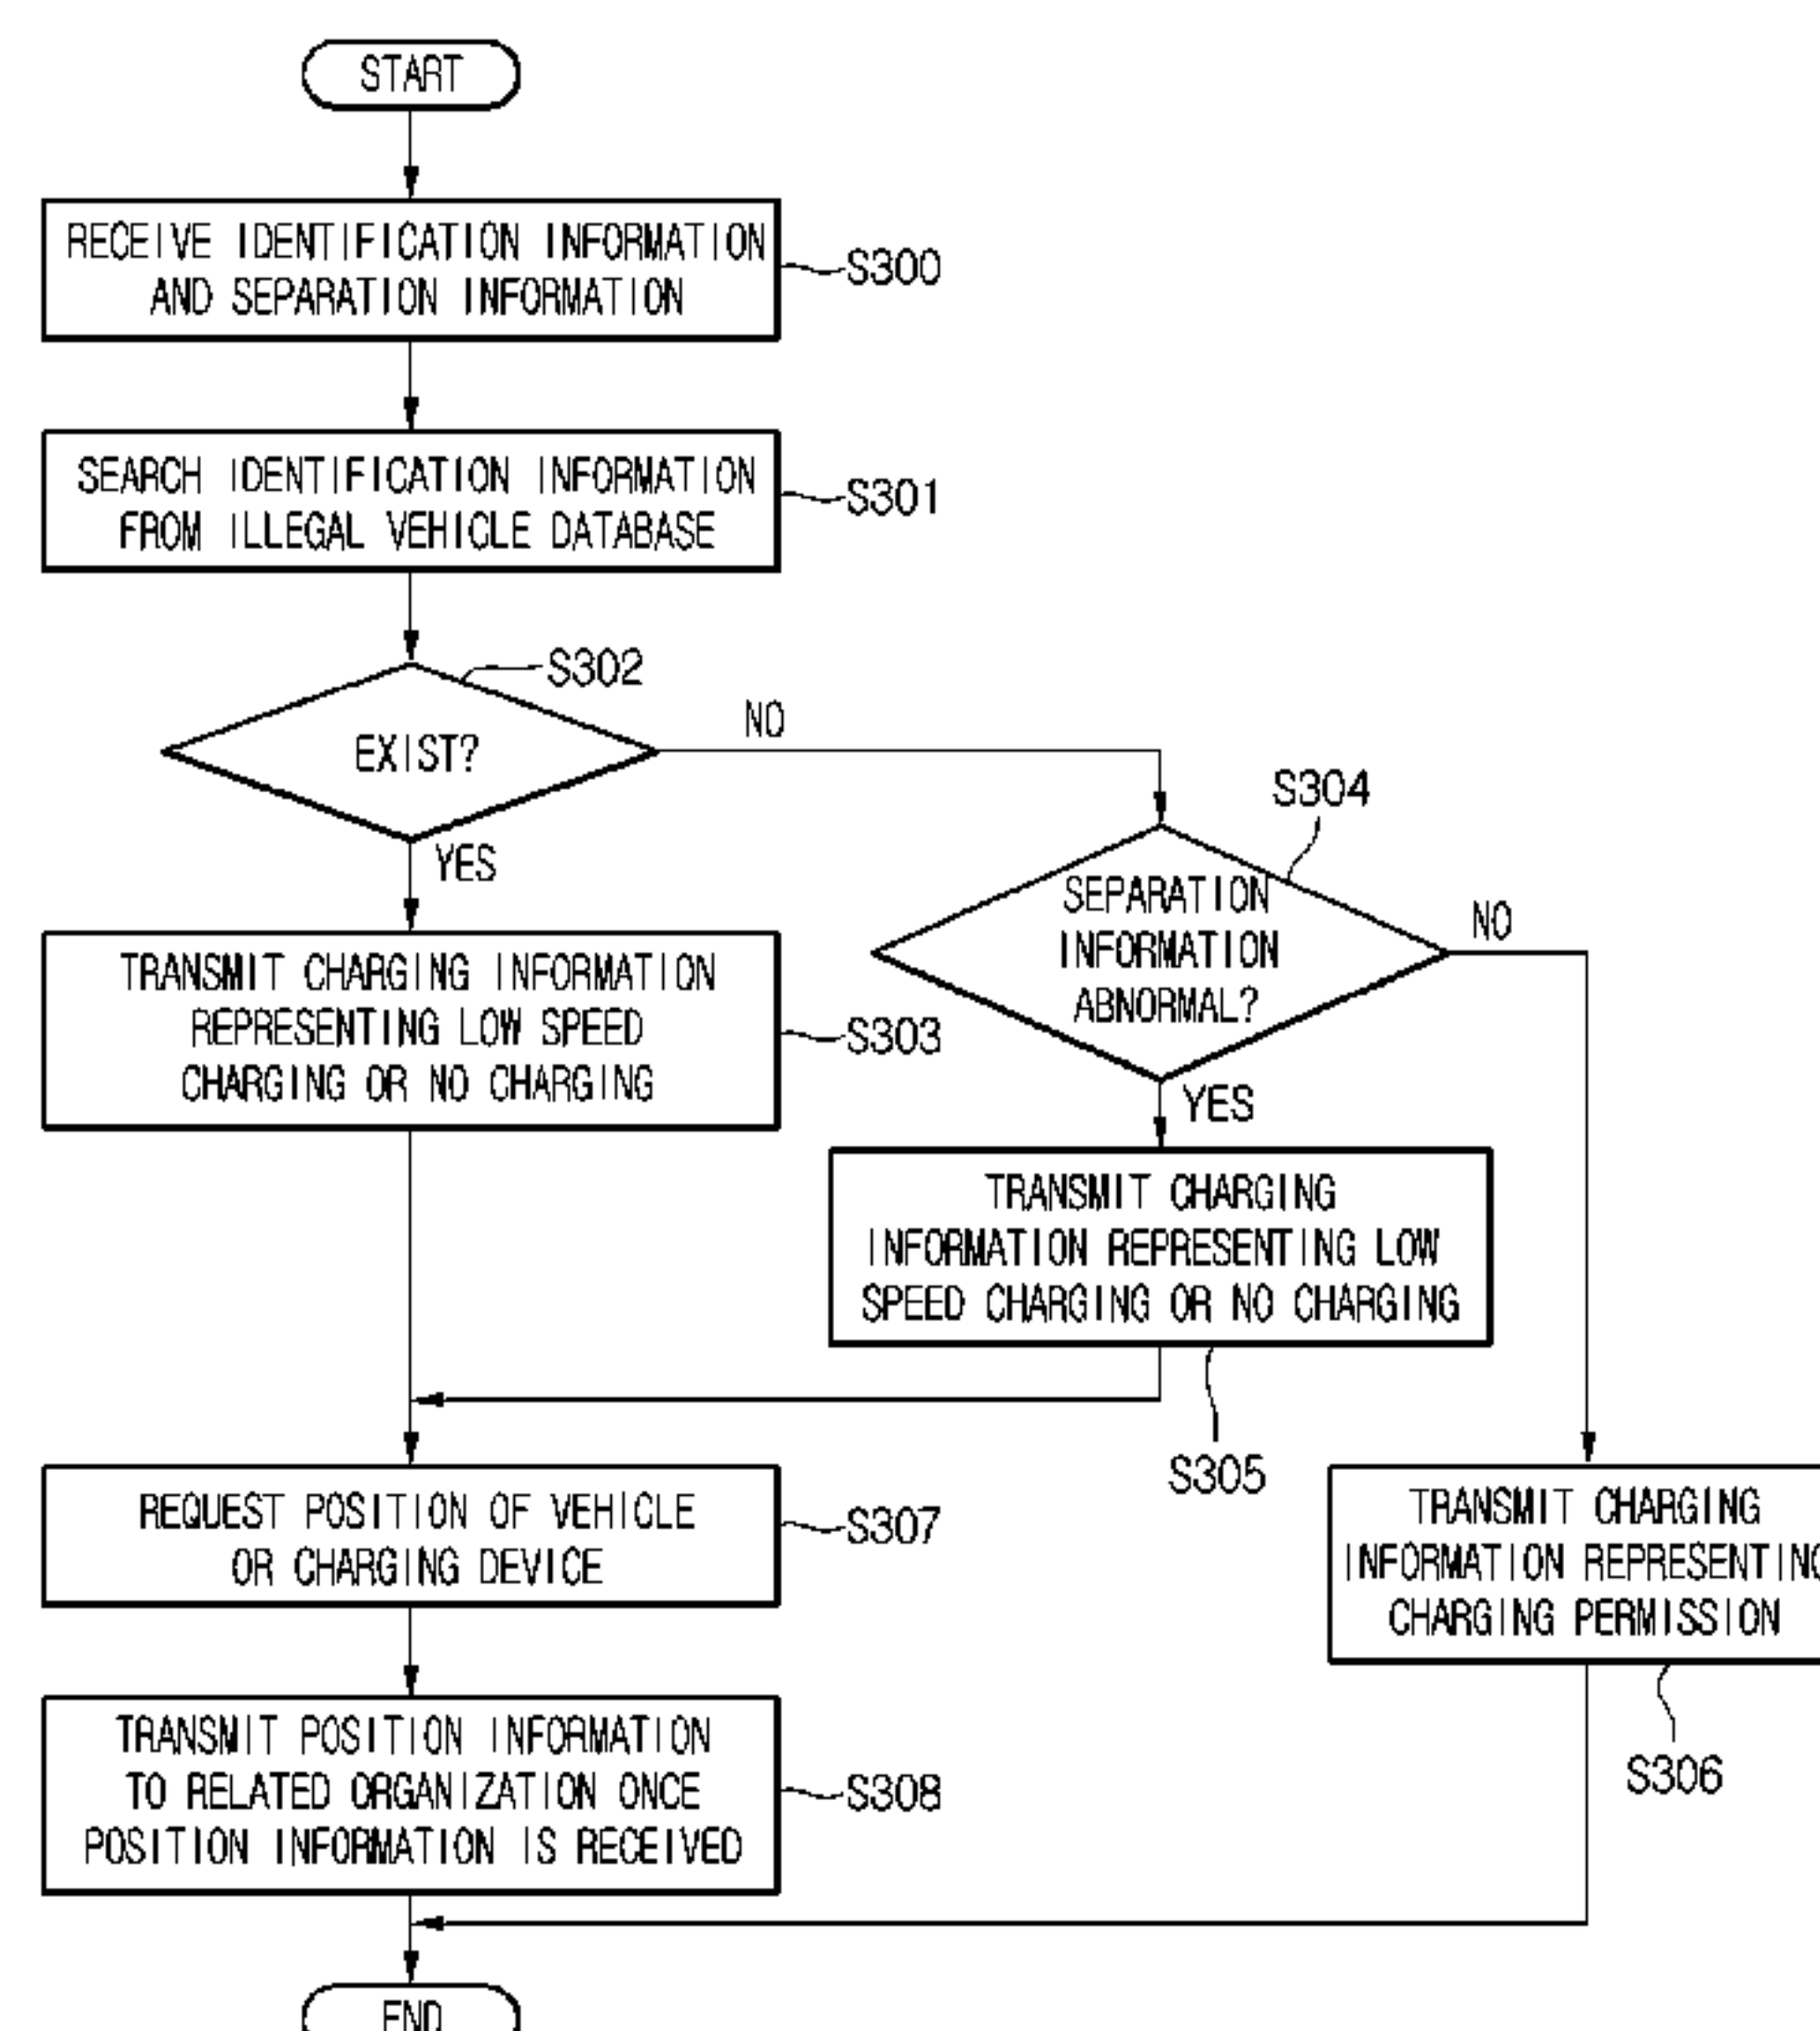 START
RECEIVE IDENTIFICATION INFORMATION
AND SEPARATION INFORMATION
S300
SEARCH IDENTIFICATION INFORMATION
FROM ILLEGAL VEHICLE DATABASE
S301
S302
EXIST?
NO
YES
S304
SEPARATION
INFORMATION
ABNORMAL?
NO
YES
TRANSMIT CHARGING INFORMATION
REPRESENTING LOW SPEED
CHARGING OR NO CHARGING
S303
TRANSMIT CHARGING
INFORMATION REPRESENTING LOW
SPEED CHARGING OR NO CHARGING
S305
REQUEST POSITION OF VEHICLE
OR CHARGING DEVICE
S307
TRANSMIT CHARGING
INFORMATION REPRESENTING
CHARGING PERMISSION
S306
TRANSMIT POSITION INFORMATION
TO RELATED ORGANIZATION ONCE
POSITION INFORMATION IS RECEIVED
S308
END